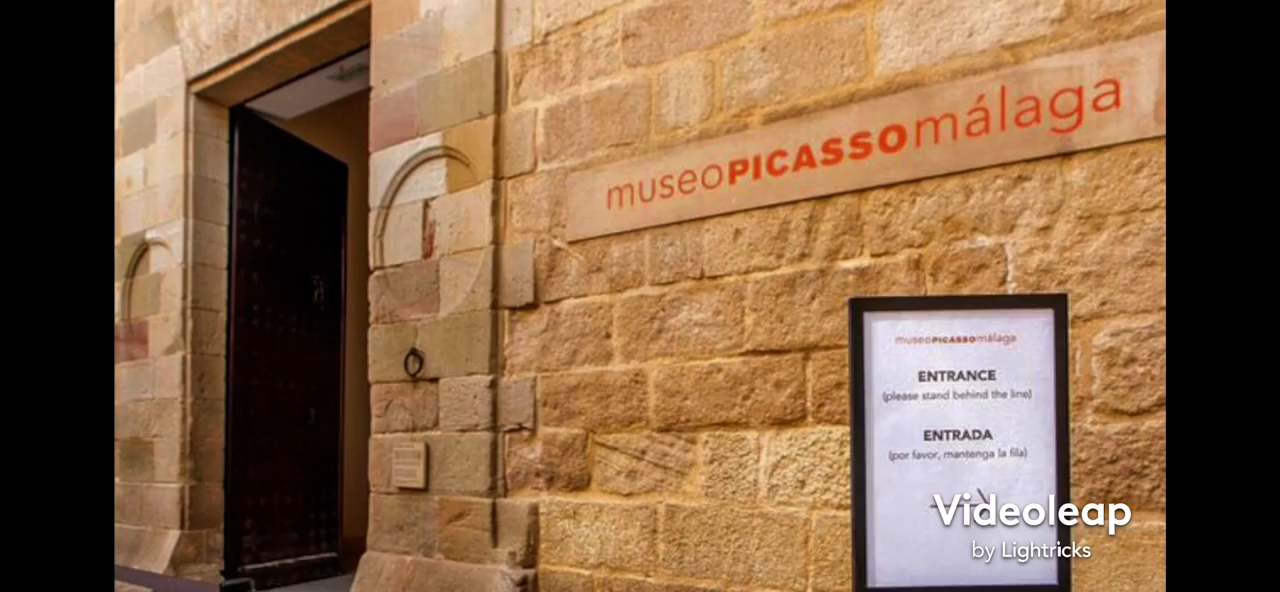 museoPICASSOmálaga
museoPICASSOmálaga
ENTRANCE
(please stand behind the line)
ENTRADA
(por favor, mantenga la fila)
Videoleap
by Lightricks